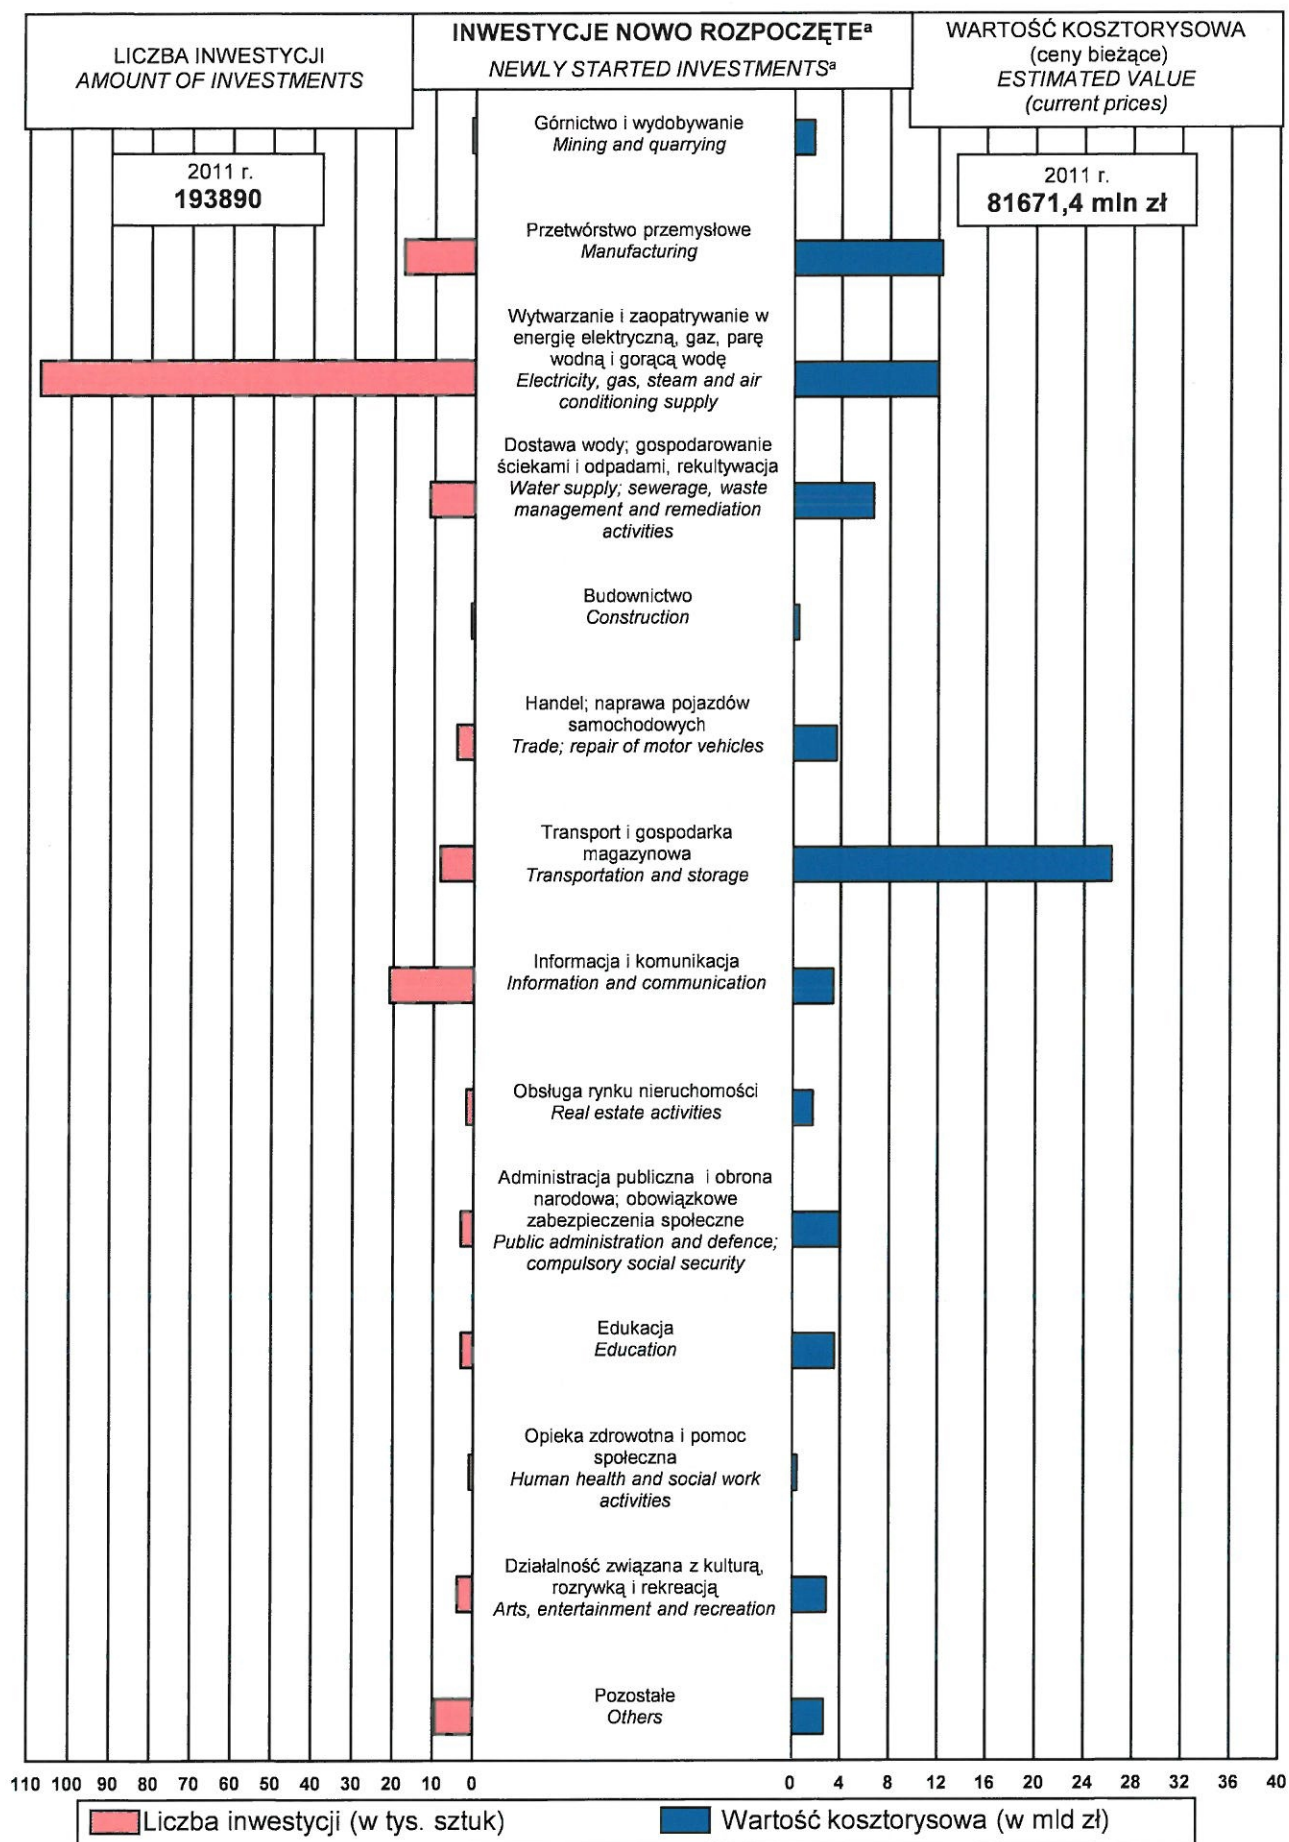 LICZBA INWESTYCJI
AMOUNT OF INVESTMENTS
INWESTYCJE NOWO ROZPOCZĘTEª
NEWLY STARTED INVESTMENTSª
WARTOŚĆ KOSZTORYSOWA
(ceny bieżące)
ESTIMATED VALUE
(current prices)
2011 r.
193890
2011 r.
81671,4 mln zł
Górnictwo i wydobywanie
Mining and quarrying
Przetwórstwo przemysłowe
Manufacturing
Wytwarzanie i zaopatrywanie w
energię elektryczną, gaz, parę
wodną i gorącą wodę
Electricity, gas, steam and air
conditioning supply
Dostawa wody; gospodarowanie
ściekami i odpadami, rekultywacja
Water supply; sewerage, waste
management and remediation
activities
Budownictwo
Construction
Handel; naprawa pojazdów
samochodowych
Trade; repair of motor vehicles
Transport i gospodarka
magazynowa
Transportation and storage
Informacja i komunikacja
Information and communication
Obsługa rynku nieruchomości
Real estate activities
Administracja publiczna i obrona
narodowa; obowiązkowe
zabezpieczenia społeczne
Public administration and defence;
compulsory social security
Edukacja
Education
Opieka zdrowotna i pomoc
społeczna
Human health and social work
activities
Działalność związana z kulturą,
rozrywką i rekreacją
Arts, entertainment and recreation
Pozostałe
Others
110 100 90 80 70 60 50 40 30 20 10 0
0 4 8 12 16 20 24 28 32 36 40
Liczba inwestycji (w tys. sztuk)
Wartość kosztorysowa (w mld zł)